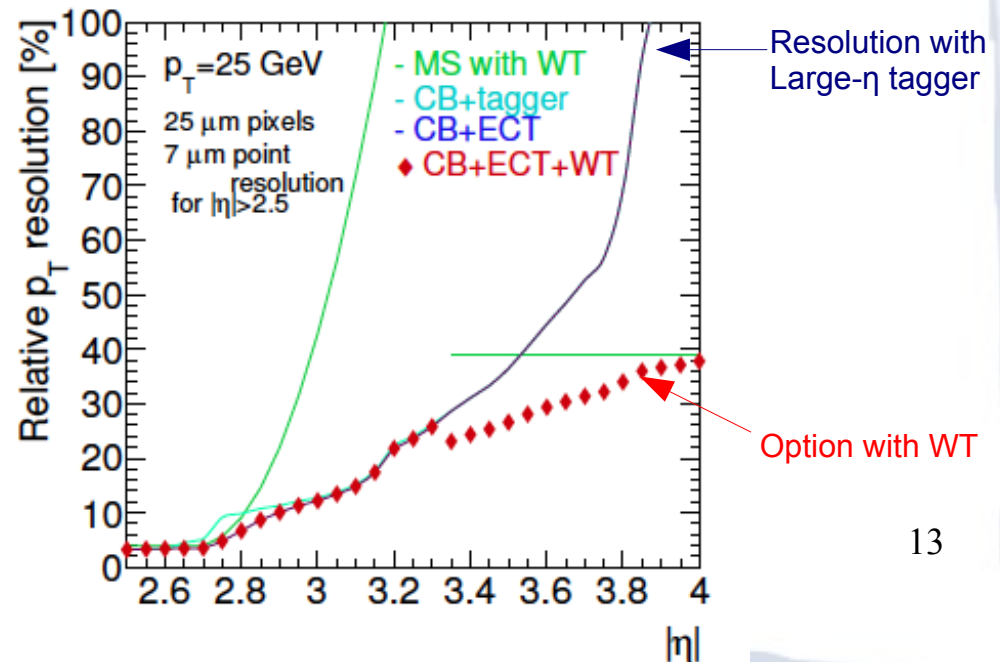 Relative pT resolution [%]
100
90
80
70
60
50
40
30
20
10
0
pT=25 GeV
25 μm pixels
7 μm point
resolution
for |η|>2.5
- MS with WT
- CB+tagger
- CB+ECT
♦ CB+ECT+WT
Resolution with
Large-η tagger
Option with WT
13
2.6 2.8 3 3.2 3.4 3.6 3.8 4
|η|